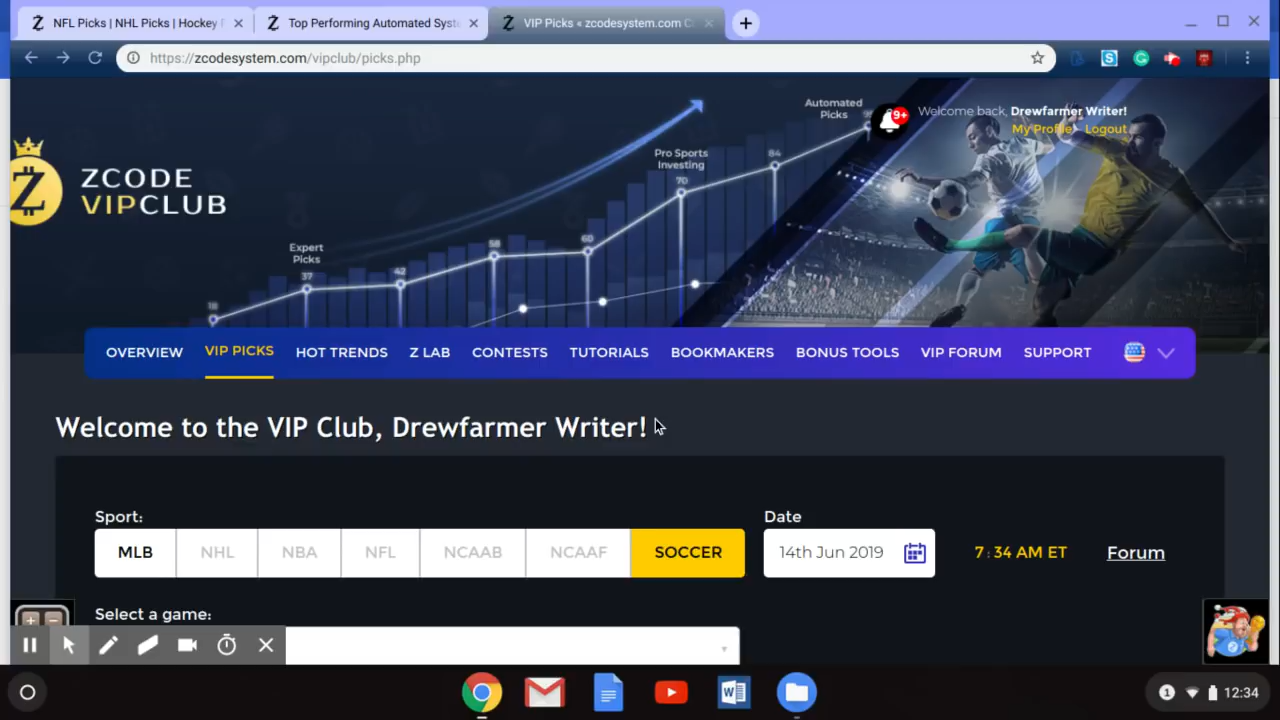 NFL Picks | NHL Picks | Hockey P
Top Performing Automated Syst
VIP Picks « zcodesystem.com C
https://zcodesystem.com/vipclub/picks.php
Automated
Picks
9+
Welcome back, Drewfarmer Writer!
My Profile Logout
Pro Sports
Investing
84
70
ZCODE
VIPCLUB
Expert
Picks
58
60
37
42
18
OVERVIEW VIP PICKS HOT TRENDS Z LAB CONTESTS TUTORIALS BOOKMAKERS BONUS TOOLS VIP FORUM SUPPORT
Welcome to the VIP Club, Drewfarmer Writer!
Sport:
Date
MLB NHL NBA NFL NCAAB NCAAF SOCCER
14th Jun 2019
7:34 AM ET
Forum
Select a game:
1
12:34